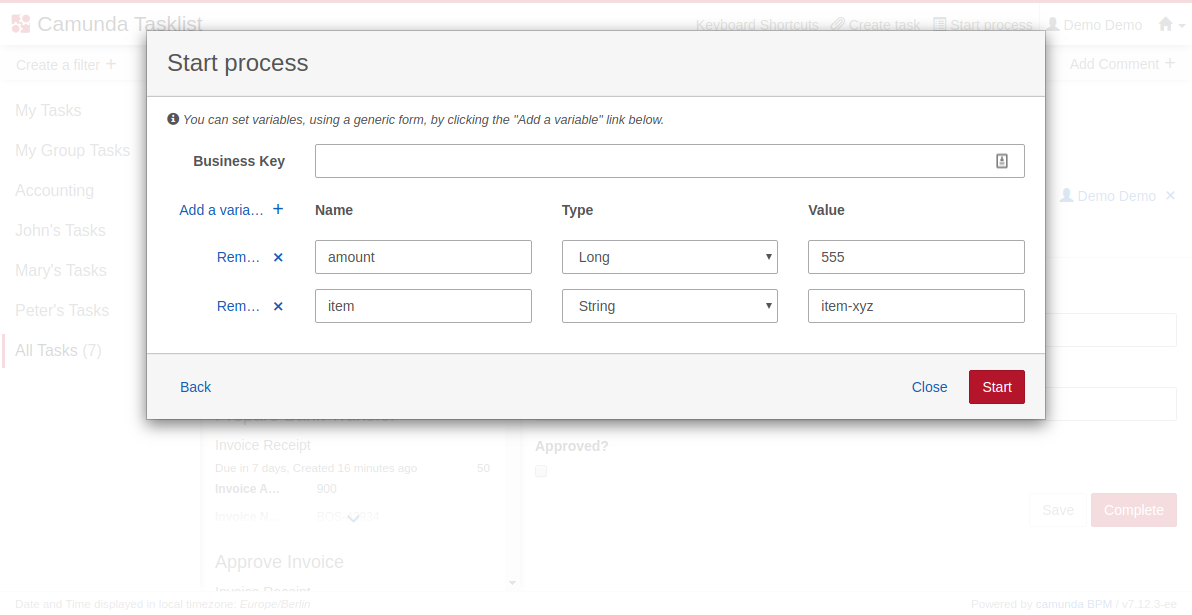 Camunda Tasklist
Keyboard Shortcuts Create task Start process Demo Demo
Create a filter +
Add Comment +
My Tasks
My Group Tasks
Accounting
John's Tasks
Mary's Tasks
Peter's Tasks
All Tasks (7)
Demo Demo ×
Start process
You can set variables, using a generic form, by clicking the "Add a variable" link below.
Business Key
Add a varia… + Name Type Value
Rem… × amount Long 555
Rem… × item String item-xyz
Back Close Start
Invoice Receipt
Due in 7 days. Created 16 minutes ago 50
Invoice A... 900
Invoice N...
Approve Invoice
Invoice Receipt
Approved?
Save Complete
Date and Time displayed in local timezone: Europe/Berlin
Powered by camunda BPM / v7.12.3-ee